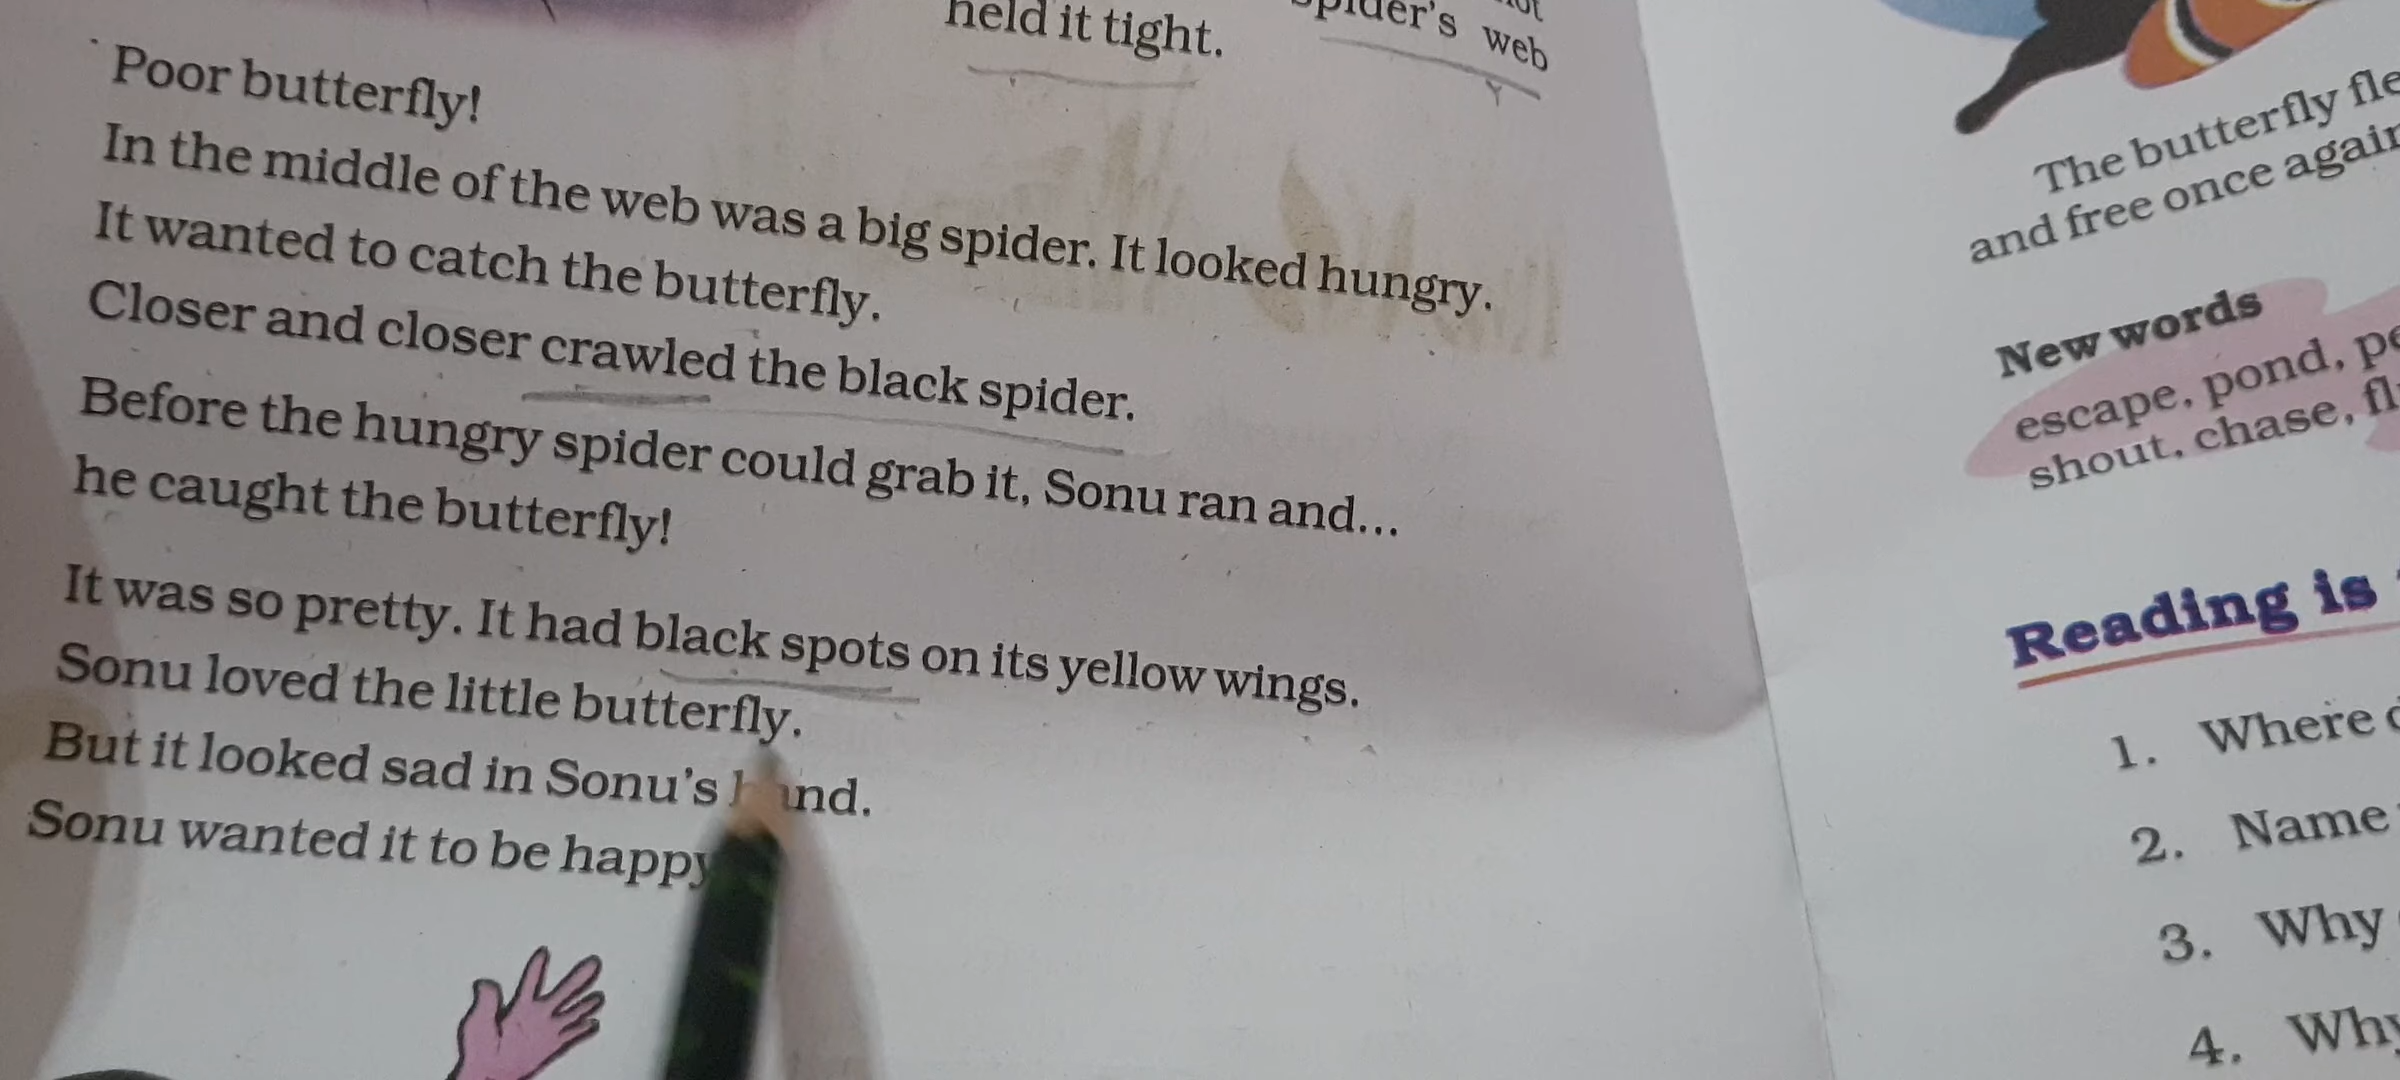 held it tight.
spider's web
Poor butterfly!
In the middle of the web was a big spider. It looked hungry.
It wanted to catch the butterfly.
Closer and closer crawled the black spider.
Before the hungry spider could grab it, Sonu ran and...
he caught the butterfly!
It was so pretty. It had black spots on its yellow wings.
Sonu loved the little butterfly.
But it looked sad in Sonu's hand.
Sonu wanted it to be happy
The butterfly
and free once again
New words
escape, pond,
shout, chase,
Reading is
1. Where
2. Name
3. Why
4. Why